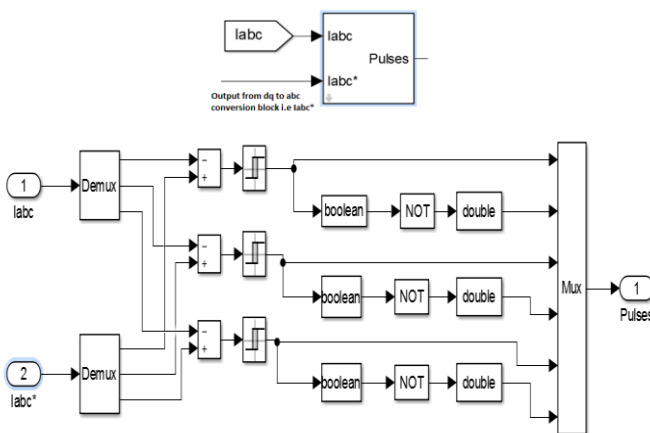 Iabc
Iabc
Pulses
Iabc*
Output from dq to abc
conversion block i.e Iabc*
1
Iabc
Demux
−
+
boolean
NOT
double
−
+
boolean
NOT
double
Mux
1
Pulses
−
+
boolean
NOT
double
2
Iabc*
Demux